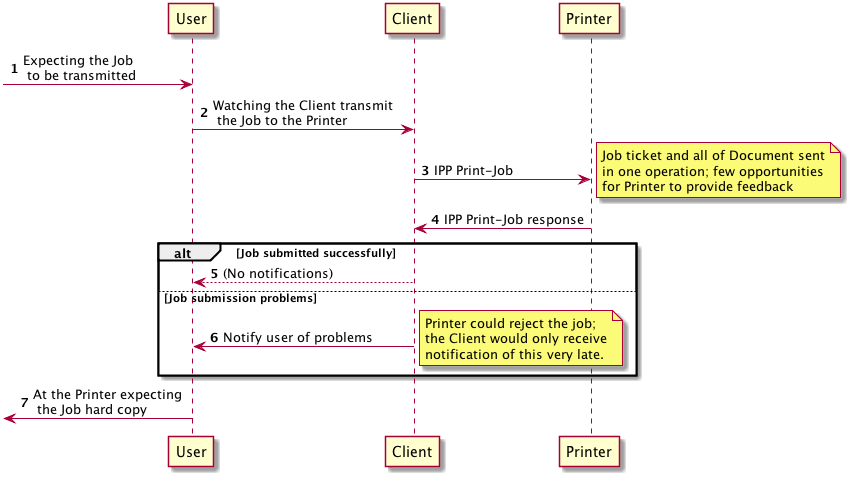 User
Client
Printer
1 Expecting the Job
to be transmitted
2 Watching the Client transmit
the Job to the Printer
3 IPP Print-Job
Job ticket and all of Document sent
in one operation; few opportunities
for Printer to provide feedback
4 IPP Print-Job response
alt [Job submitted successfully]
5 (No notifications)
[Job submission problems]
6 Notify user of problems
Printer could reject the job;
the Client would only receive
notification of this very late.
7 At the Printer expecting
the Job hard copy
User
Client
Printer